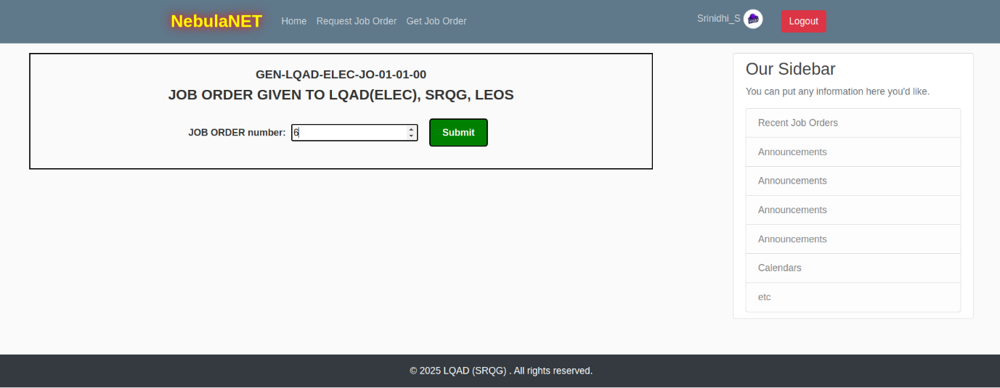 NebulaNET Home Request Job Order Get Job Order Srinidhi_S Logout
GEN-LQAD-ELEC-JO-01-01-00
JOB ORDER GIVEN TO LQAD(ELEC), SRQG, LEOS
JOB ORDER number: 6 Submit
Our Sidebar
You can put any information here you'd like.
Recent Job Orders
Announcements
Announcements
Announcements
Announcements
Calendars
etc
© 2025 LQAD (SRQG) . All rights reserved.